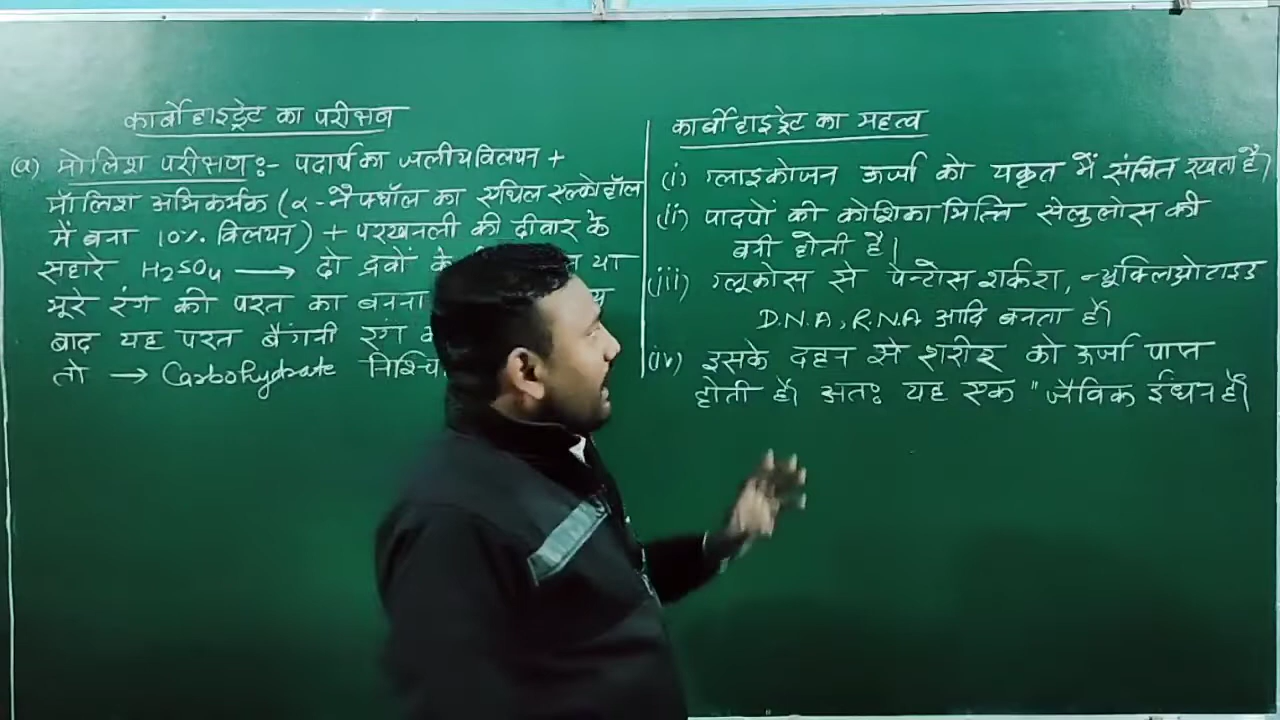 कार्बोहाइड्रेट का परीक्षण
(a) मोलिश परीक्षण:- पदार्थ का जलीय विलयन +
मॉलिश अभिकर्मक (α-नैफ्थॉल का एथिल एल्कोहॉल
में बना 10% विलयन) + परखनली की दीवार के
सहारे H2SO4 ⟶ दो द्रवों के या
भूरे रंग की परत का बनना
बाद यह परत बैंगनी रंग
तो → Carbohydrate
कार्बोहाइड्रेट का महत्व
(i) ग्लाइकोजन ऊर्जा को यकृत में संचित रखता है।
(ii) पादपों की कोशिका भित्ति सेलुलोस की
बनी होती है।
(iii) ग्लूकोस से पेन्टोस शर्करा, न्यूक्लिओटाइड
D.N.A, R.N.A आदि बनता है।
(iv) इसके दहन से शरीर को ऊर्जा प्राप्त
होती है। अतः यह एक "जैविक ईंधन है।